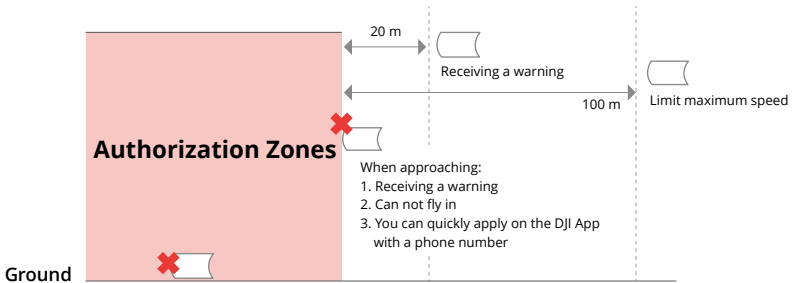 20 m
Receiving a warning
100 m
Limit maximum speed
Authorization Zones
When approaching:
1. Receiving a warning
2. Can not fly in
3. You can quickly apply on the DJI App
with a phone number
Ground